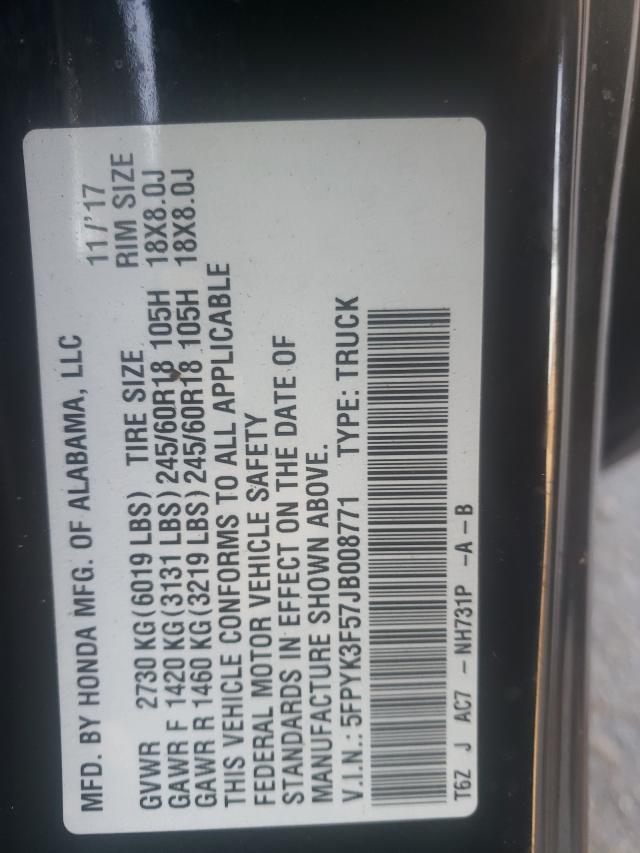 MFD. BY HONDA MFG. OF ALABAMA, LLC 11/'17
GVWR 2730 KG(6019 LBS) TIRE SIZE RIM SIZE
GAWR F 1420 KG(3131 LBS) 245/60R18 105H 18X8.0J
GAWR R 1460 KG(3219 LBS) 245/60R18 105H 18X8.0J
THIS VEHICLE CONFORMS TO ALL APPLICABLE
FEDERAL MOTOR VEHICLE SAFETY
STANDARDS IN EFFECT ON THE DATE OF
MANUFACTURE SHOWN ABOVE.
V.I.N.: 5FPYK3F57JB008771 TYPE: TRUCK
T6Z J AC7 -NH731P -A -B